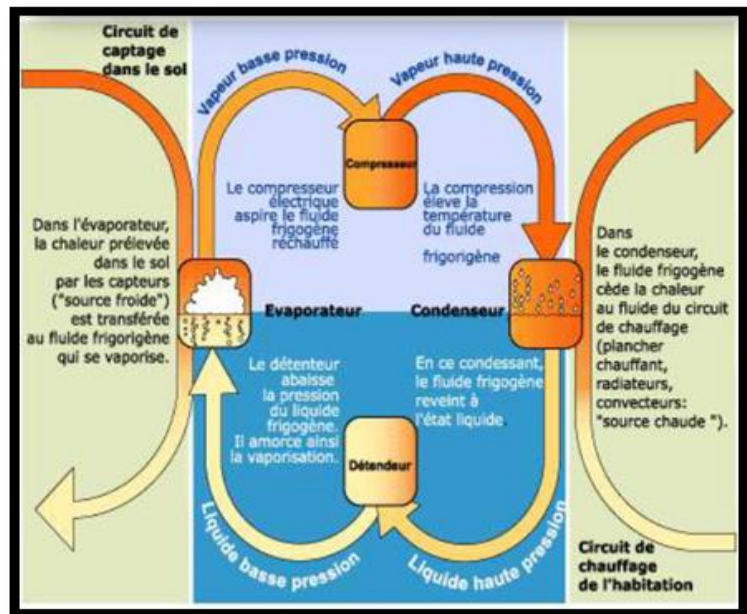 Circuit de
captage
dans le sol
Vapeur basse pression
Vapeur haute pression
Compresseur
Le compresseur
électrique
aspire le fluide
frigogène
réchauffé
La compression
élève la
température
du fluide
frigorigène
Dans l'évaporateur,
la chaleur prélevée
dans le sol
par les capteurs
("source froide")
est transférée
au fluide frigorigène
qui se vaporise.
Evaporateur
Condenseur
Dans
le condenseur,
le fluide frigogène
cède la chaleur
au fluide du circuit
de chauffage
(plancher
chauffant,
radiateurs,
convecteurs:
"source chaude ").
Le détenteur
abaisse
la pression
du liquide
frigogène.
Il amorce ainsi
la vaporisation.
En ce condessant,
le fluide frigogène
reveint à
l'état liquide.
Détendeur
Liquide basse pression
Liquide haute pression
Circuit de
chauffage
de l'habitation